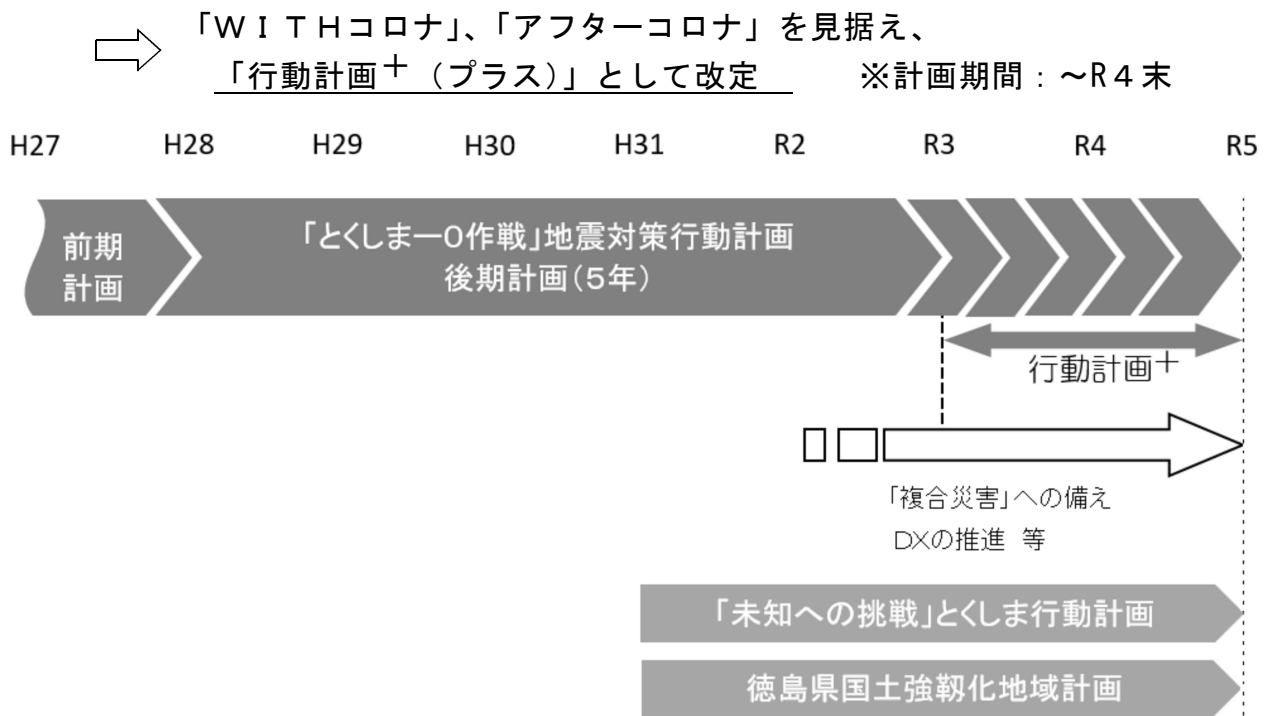 「ＷＩＴＨコロナ」、「アフターコロナ」を見据え、
「行動計画＋（プラス）」として改定　※計画期間：～R４末
H27 H28 H29 H30 H31 R2 R3 R4 R5
前期
計画
「とくしまー０作戦」地震対策行動計画
後期計画（５年）
行動計画＋
「複合災害」への備え
DXの推進 等
「未知への挑戦」とくしま行動計画
徳島県国土強靱化地域計画